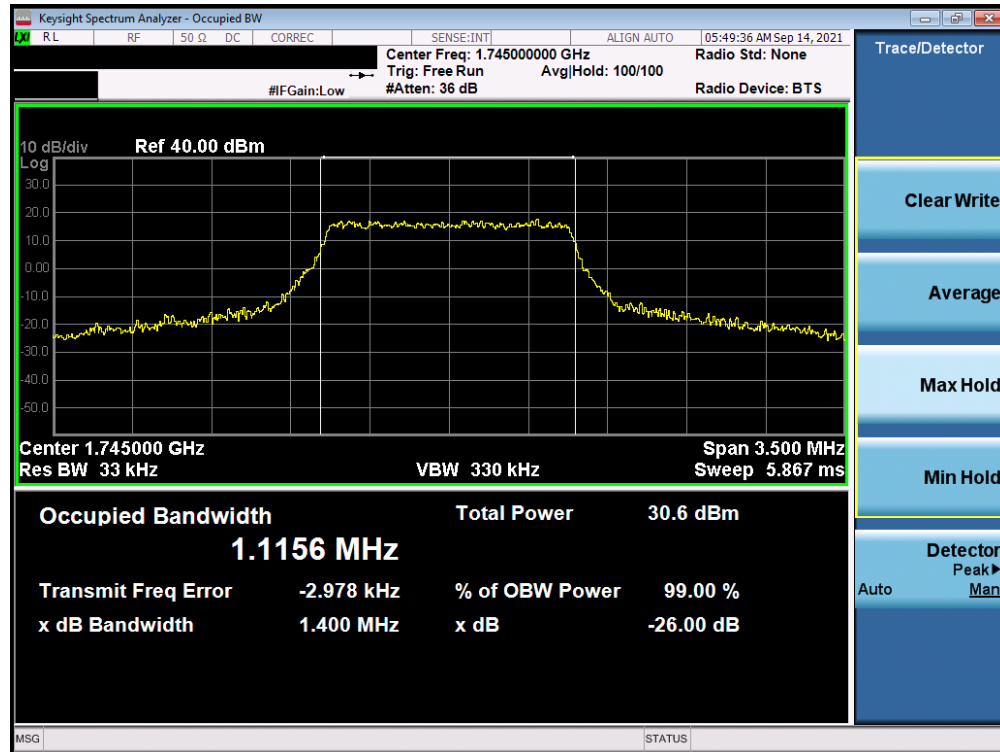 Keysight Spectrum Analyzer - Occupied BW
LXI RL RF 50 Ω DC CORREC SENSE:INT ALIGN AUTO 05:49:36 AM Sep 14, 2021
Center Freq: 1.745000000 GHz Radio Std: None
Trig: Free Run Avg|Hold: 100/100
#IFGain:Low #Atten: 36 dB Radio Device: BTS
10 dB/div Ref 40.00 dBm
Log
30.0
20.0
10.0
0.00
-10.0
-20.0
-30.0
-40.0
-50.0
Center 1.745000 GHz Span 3.500 MHz
Res BW 33 kHz VBW 330 kHz Sweep 5.867 ms
Occupied Bandwidth Total Power 30.6 dBm
1.1156 MHz
Transmit Freq Error -2.978 kHz % of OBW Power 99.00 %
x dB Bandwidth 1.400 MHz x dB -26.00 dB
MSG STATUS
Trace/Detector
Clear Write
Average
Max Hold
Min Hold
Detector
Peak▶
Auto Man